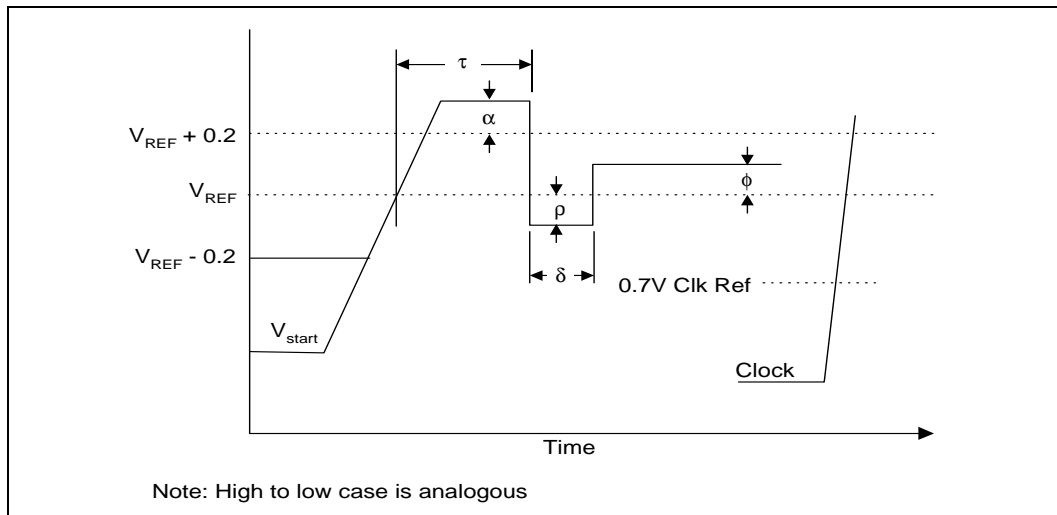 τ
α
V_REF + 0.2
V_REF
ϕ
ρ
V_REF - 0.2
δ
0.7V Clk Ref
V_start
Clock
Time
Note: High to low case is analogous